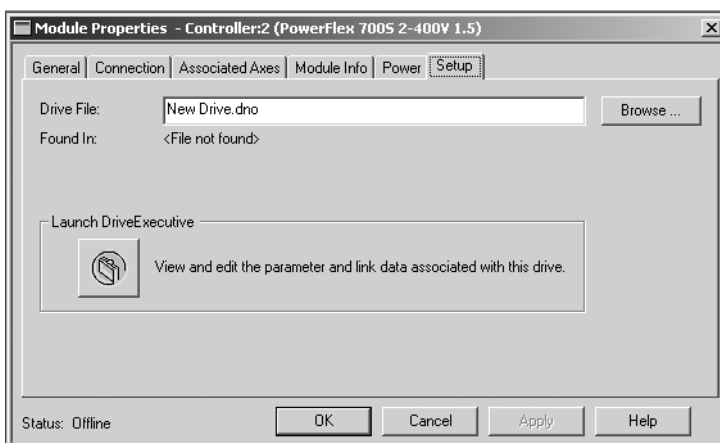 Module Properties - Controller:2 (PowerFlex 700S 2-400V 1.5)
General Connection Associated Axes Module Info Power Setup
Drive File: New Drive.dno Browse ...
Found In: <File not found>
Launch DriveExecutive
View and edit the parameter and link data associated with this drive.
Status: Offline OK Cancel Apply Help